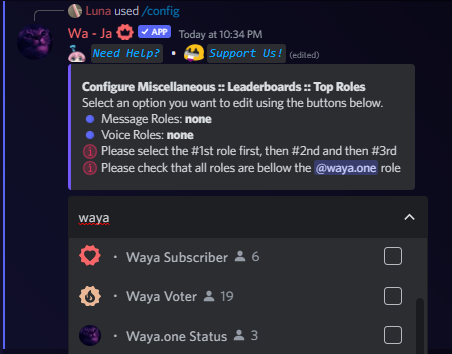 Luna used /config
Wa - Ja APP Today at 10:34 PM
Need Help? • Support Us! (edited)
Configure Miscellaneous :: Leaderboards :: Top Roles
Select an option you want to edit using the buttons below.
Message Roles: none
Voice Roles: none
Please select the #1st role first, then #2nd and then #3rd
Please check that all roles are bellow the @waya.one role
waya
• Waya Subscriber 6
• Waya Voter 19
• Waya.one Status 3